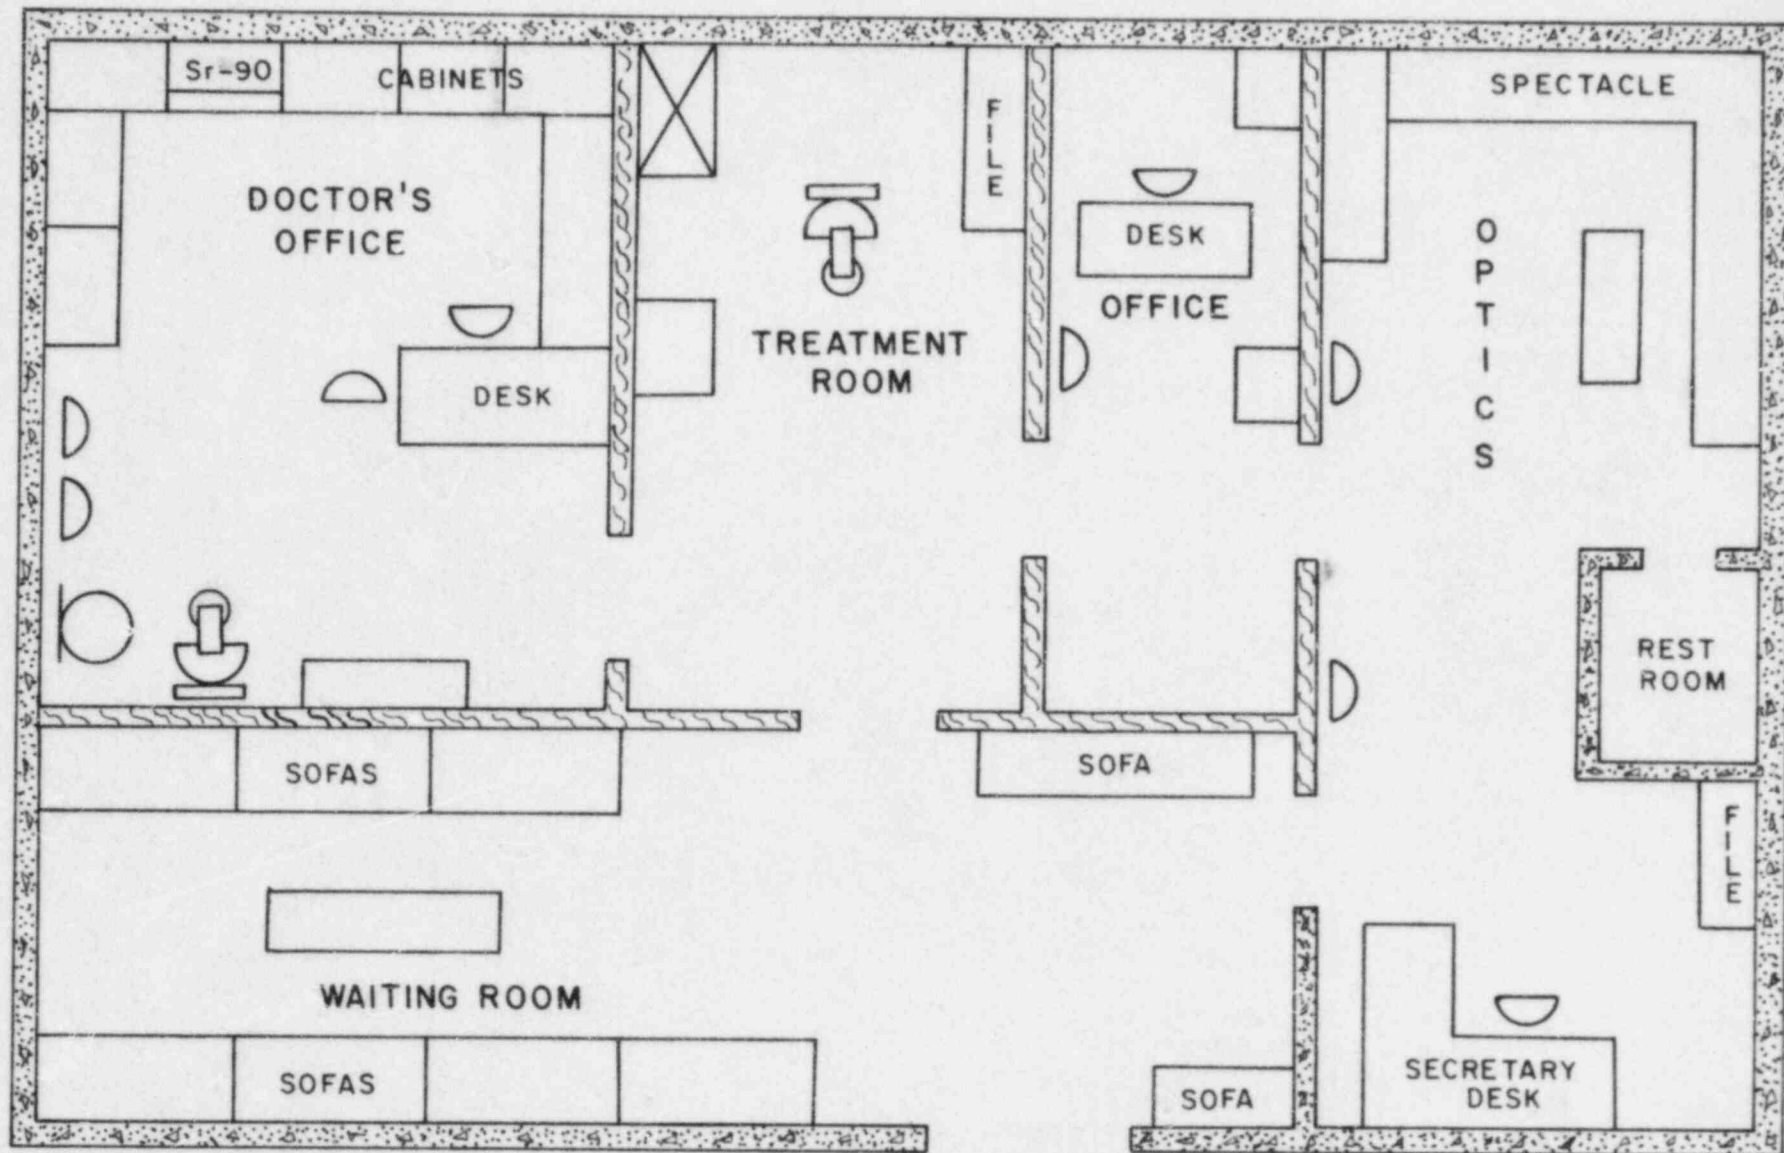 Sr-90
CABINETS
SPECTACLE
FILE
DOCTOR'S
OFFICE
DESK
OPTICS
OFFICE
TREATMENT
ROOM
DESK
REST
ROOM
SOFAS
SOFA
FILE
WAITING ROOM
SOFAS
SOFA
SECRETARY
DESK